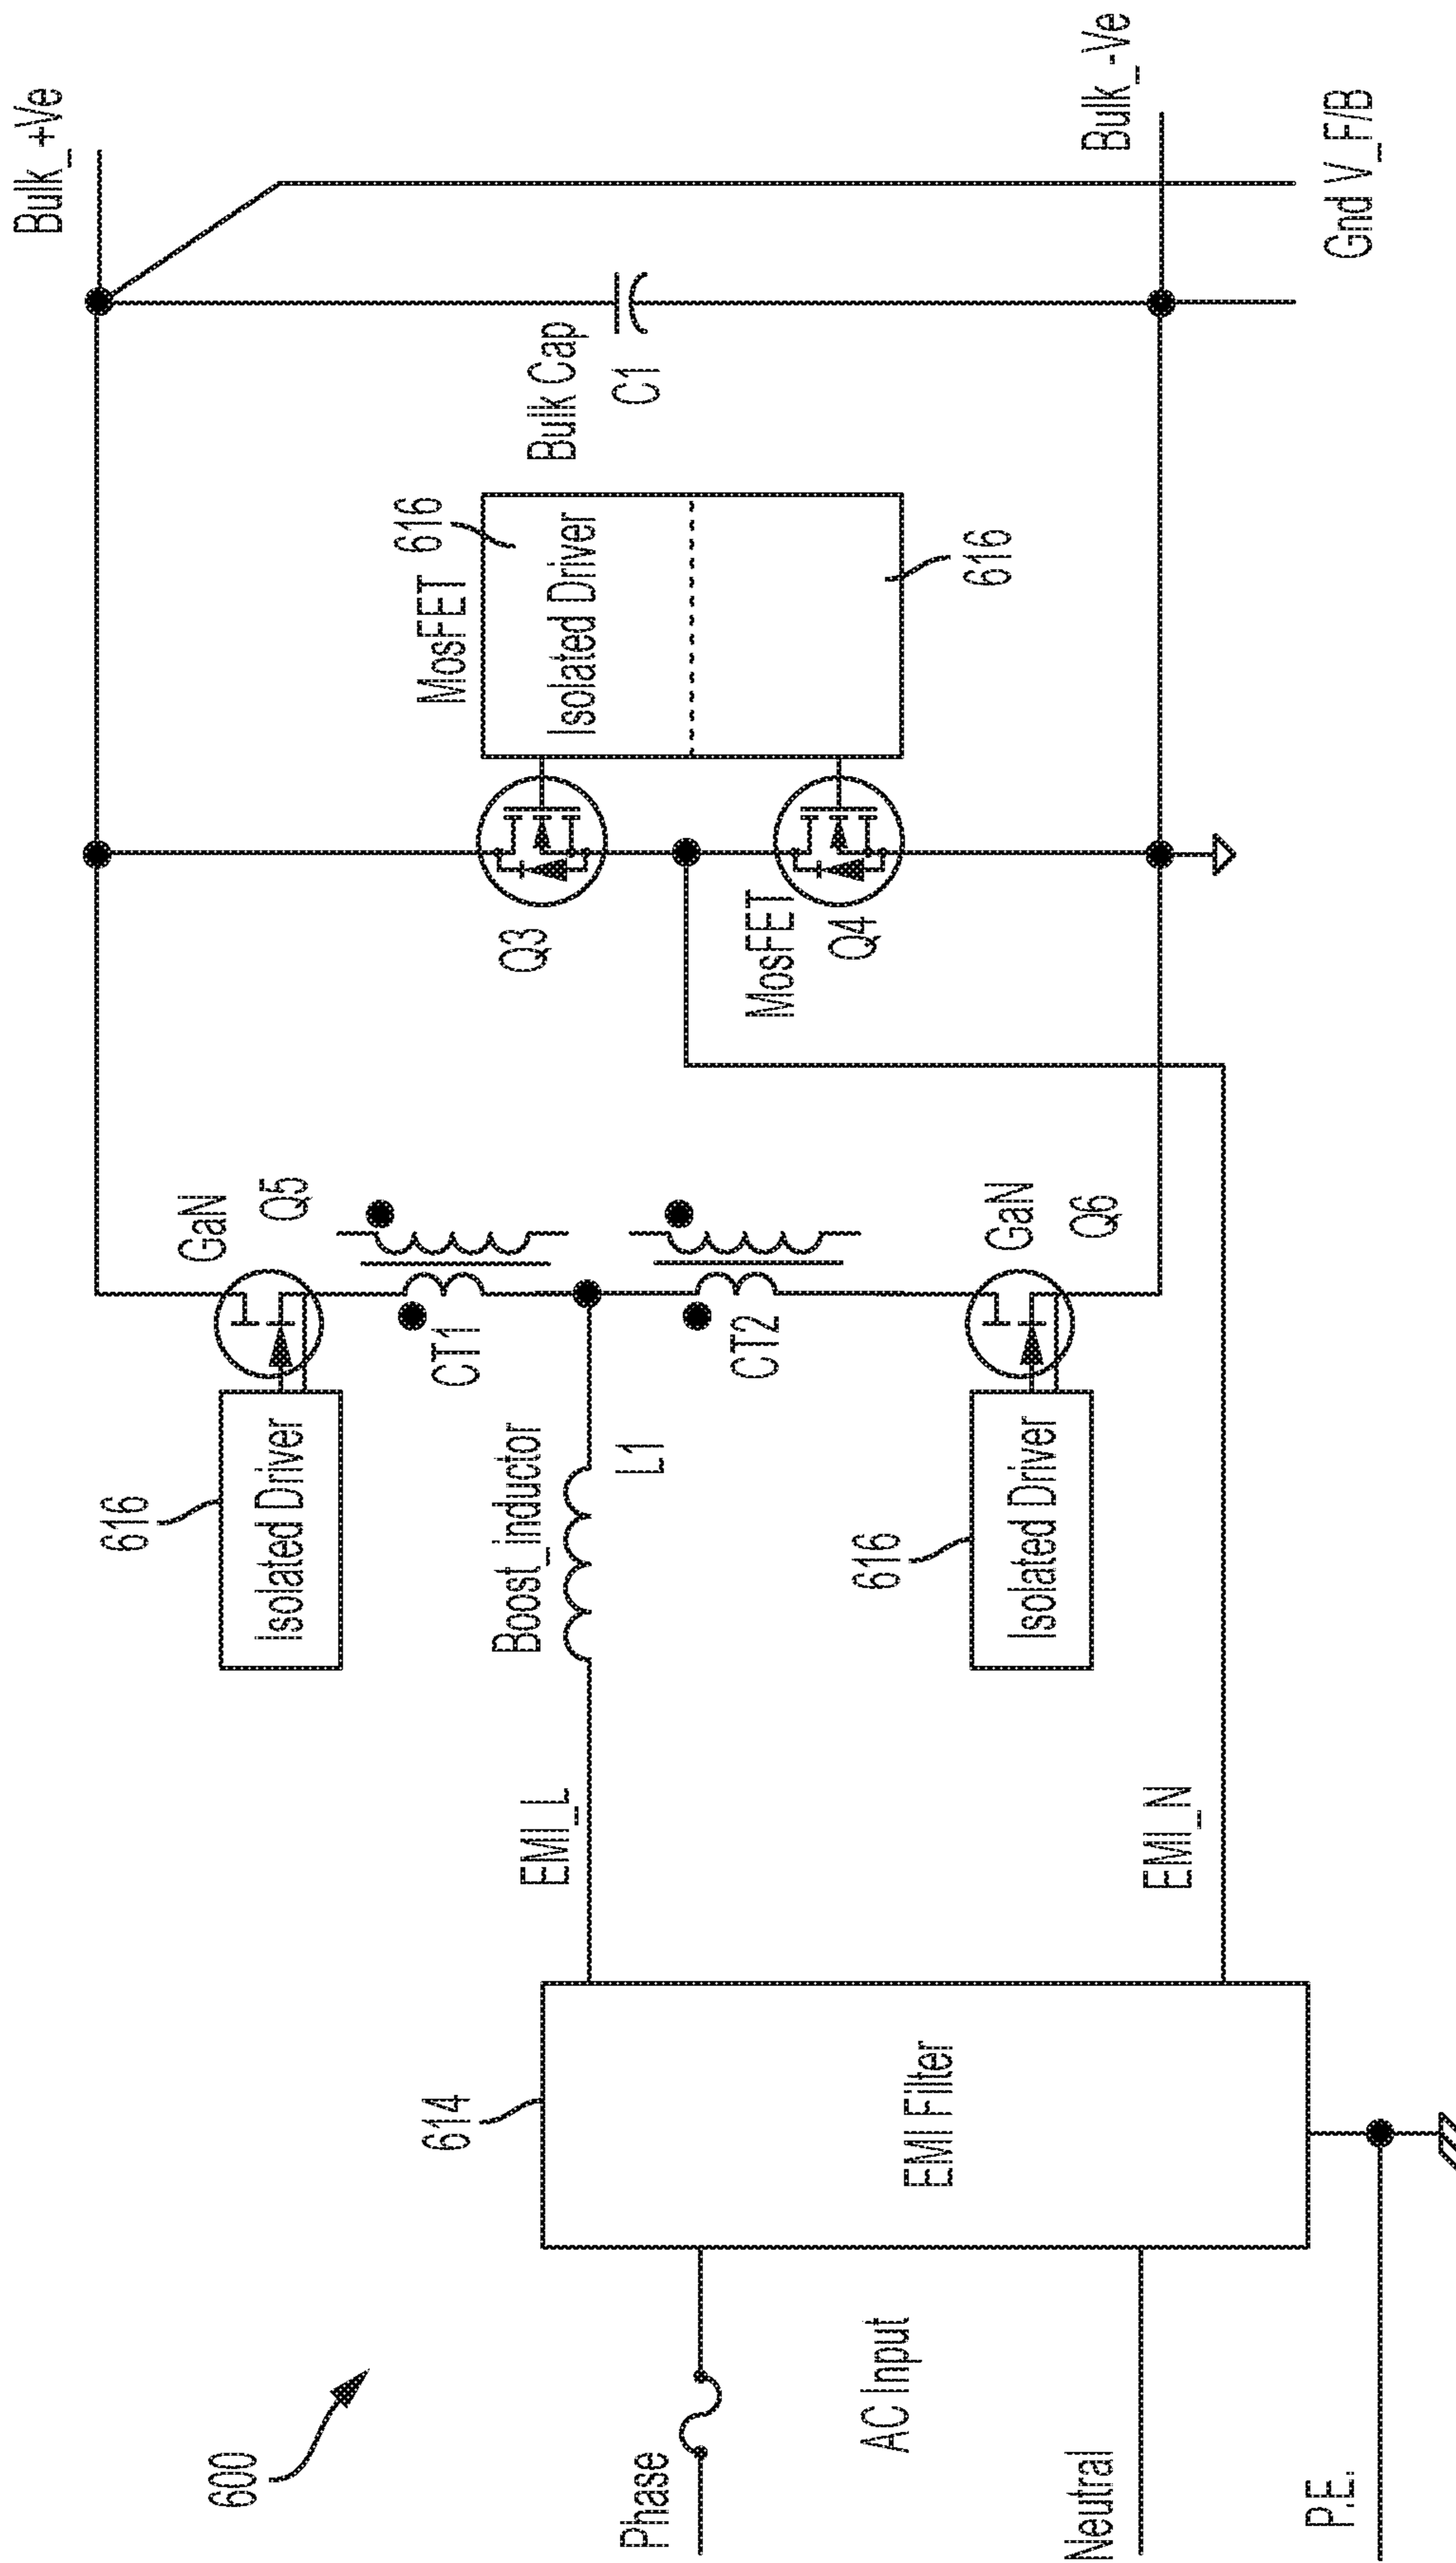 600
Phase
AC Input
Neutral
P.E.
614
EMI Filter
EMI_L
EMI_N
616
Isolated Driver
Boost_inductor
L1
616
Isolated Driver
GaN
Q5
CT1
CT2
GaN
Q6
Q3
MosFET
Q4
MosFET
616
Isolated Driver
616
Bulk Cap
C1
Bulk_+Ve
Bulk_-Ve
Gnd V_F/B